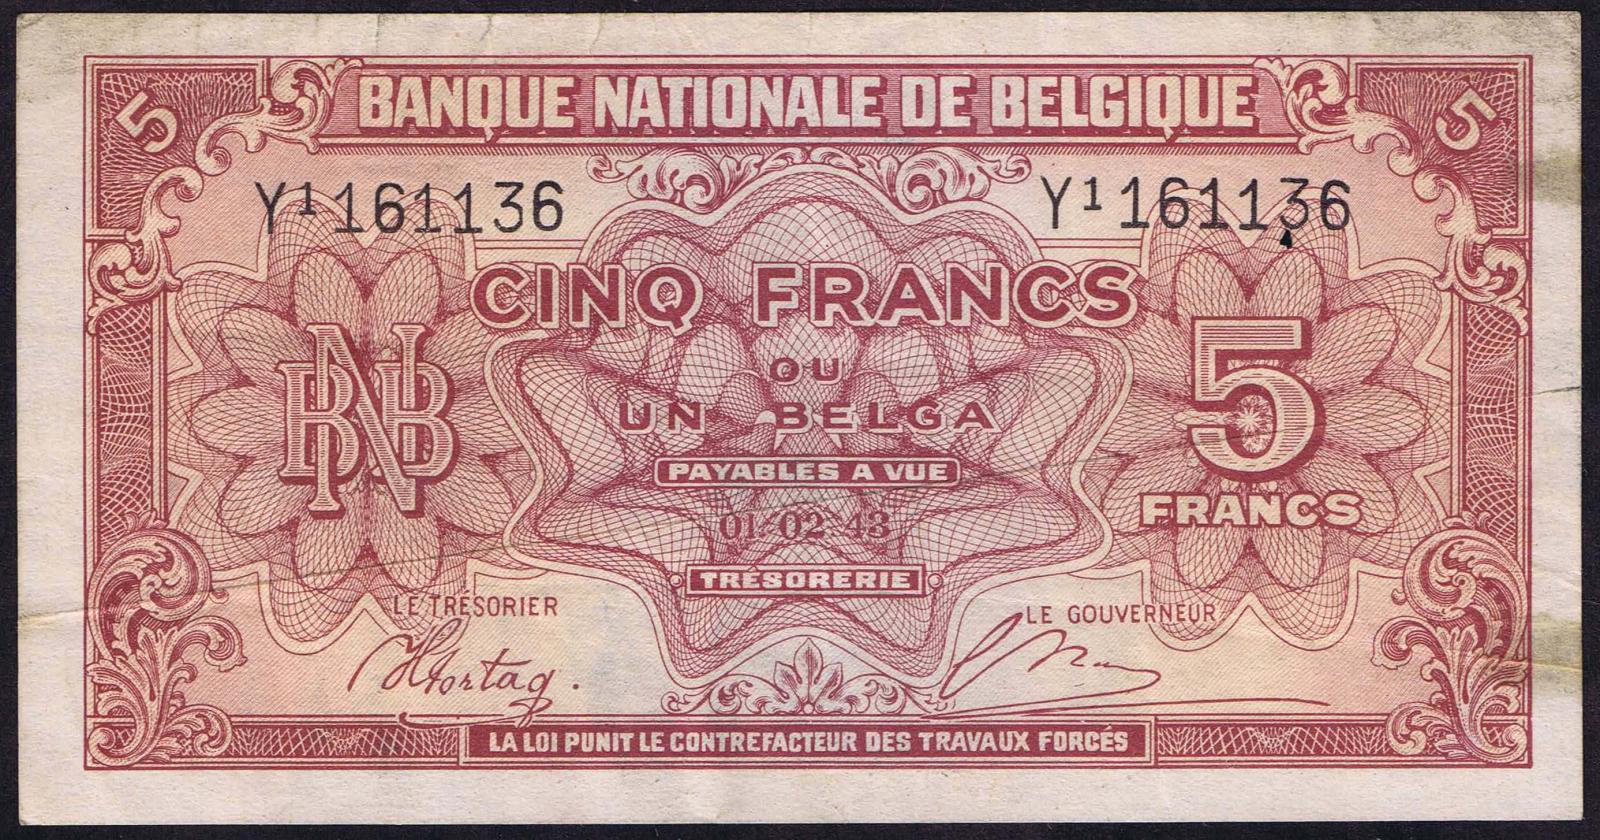 5 BANQUE NATIONALE DE BELGIQUE 5
Y1 161136 Y1 161136
CINQ FRANCS
OU
UN BELGA
BNB
5
FRANCS
PAYABLES A VUE
01-02-43
TRÉSORERIE
LE TRÉSORIER LE GOUVERNEUR
LA LOI PUNIT LE CONTREFACTEUR DES TRAVAUX FORCÉS